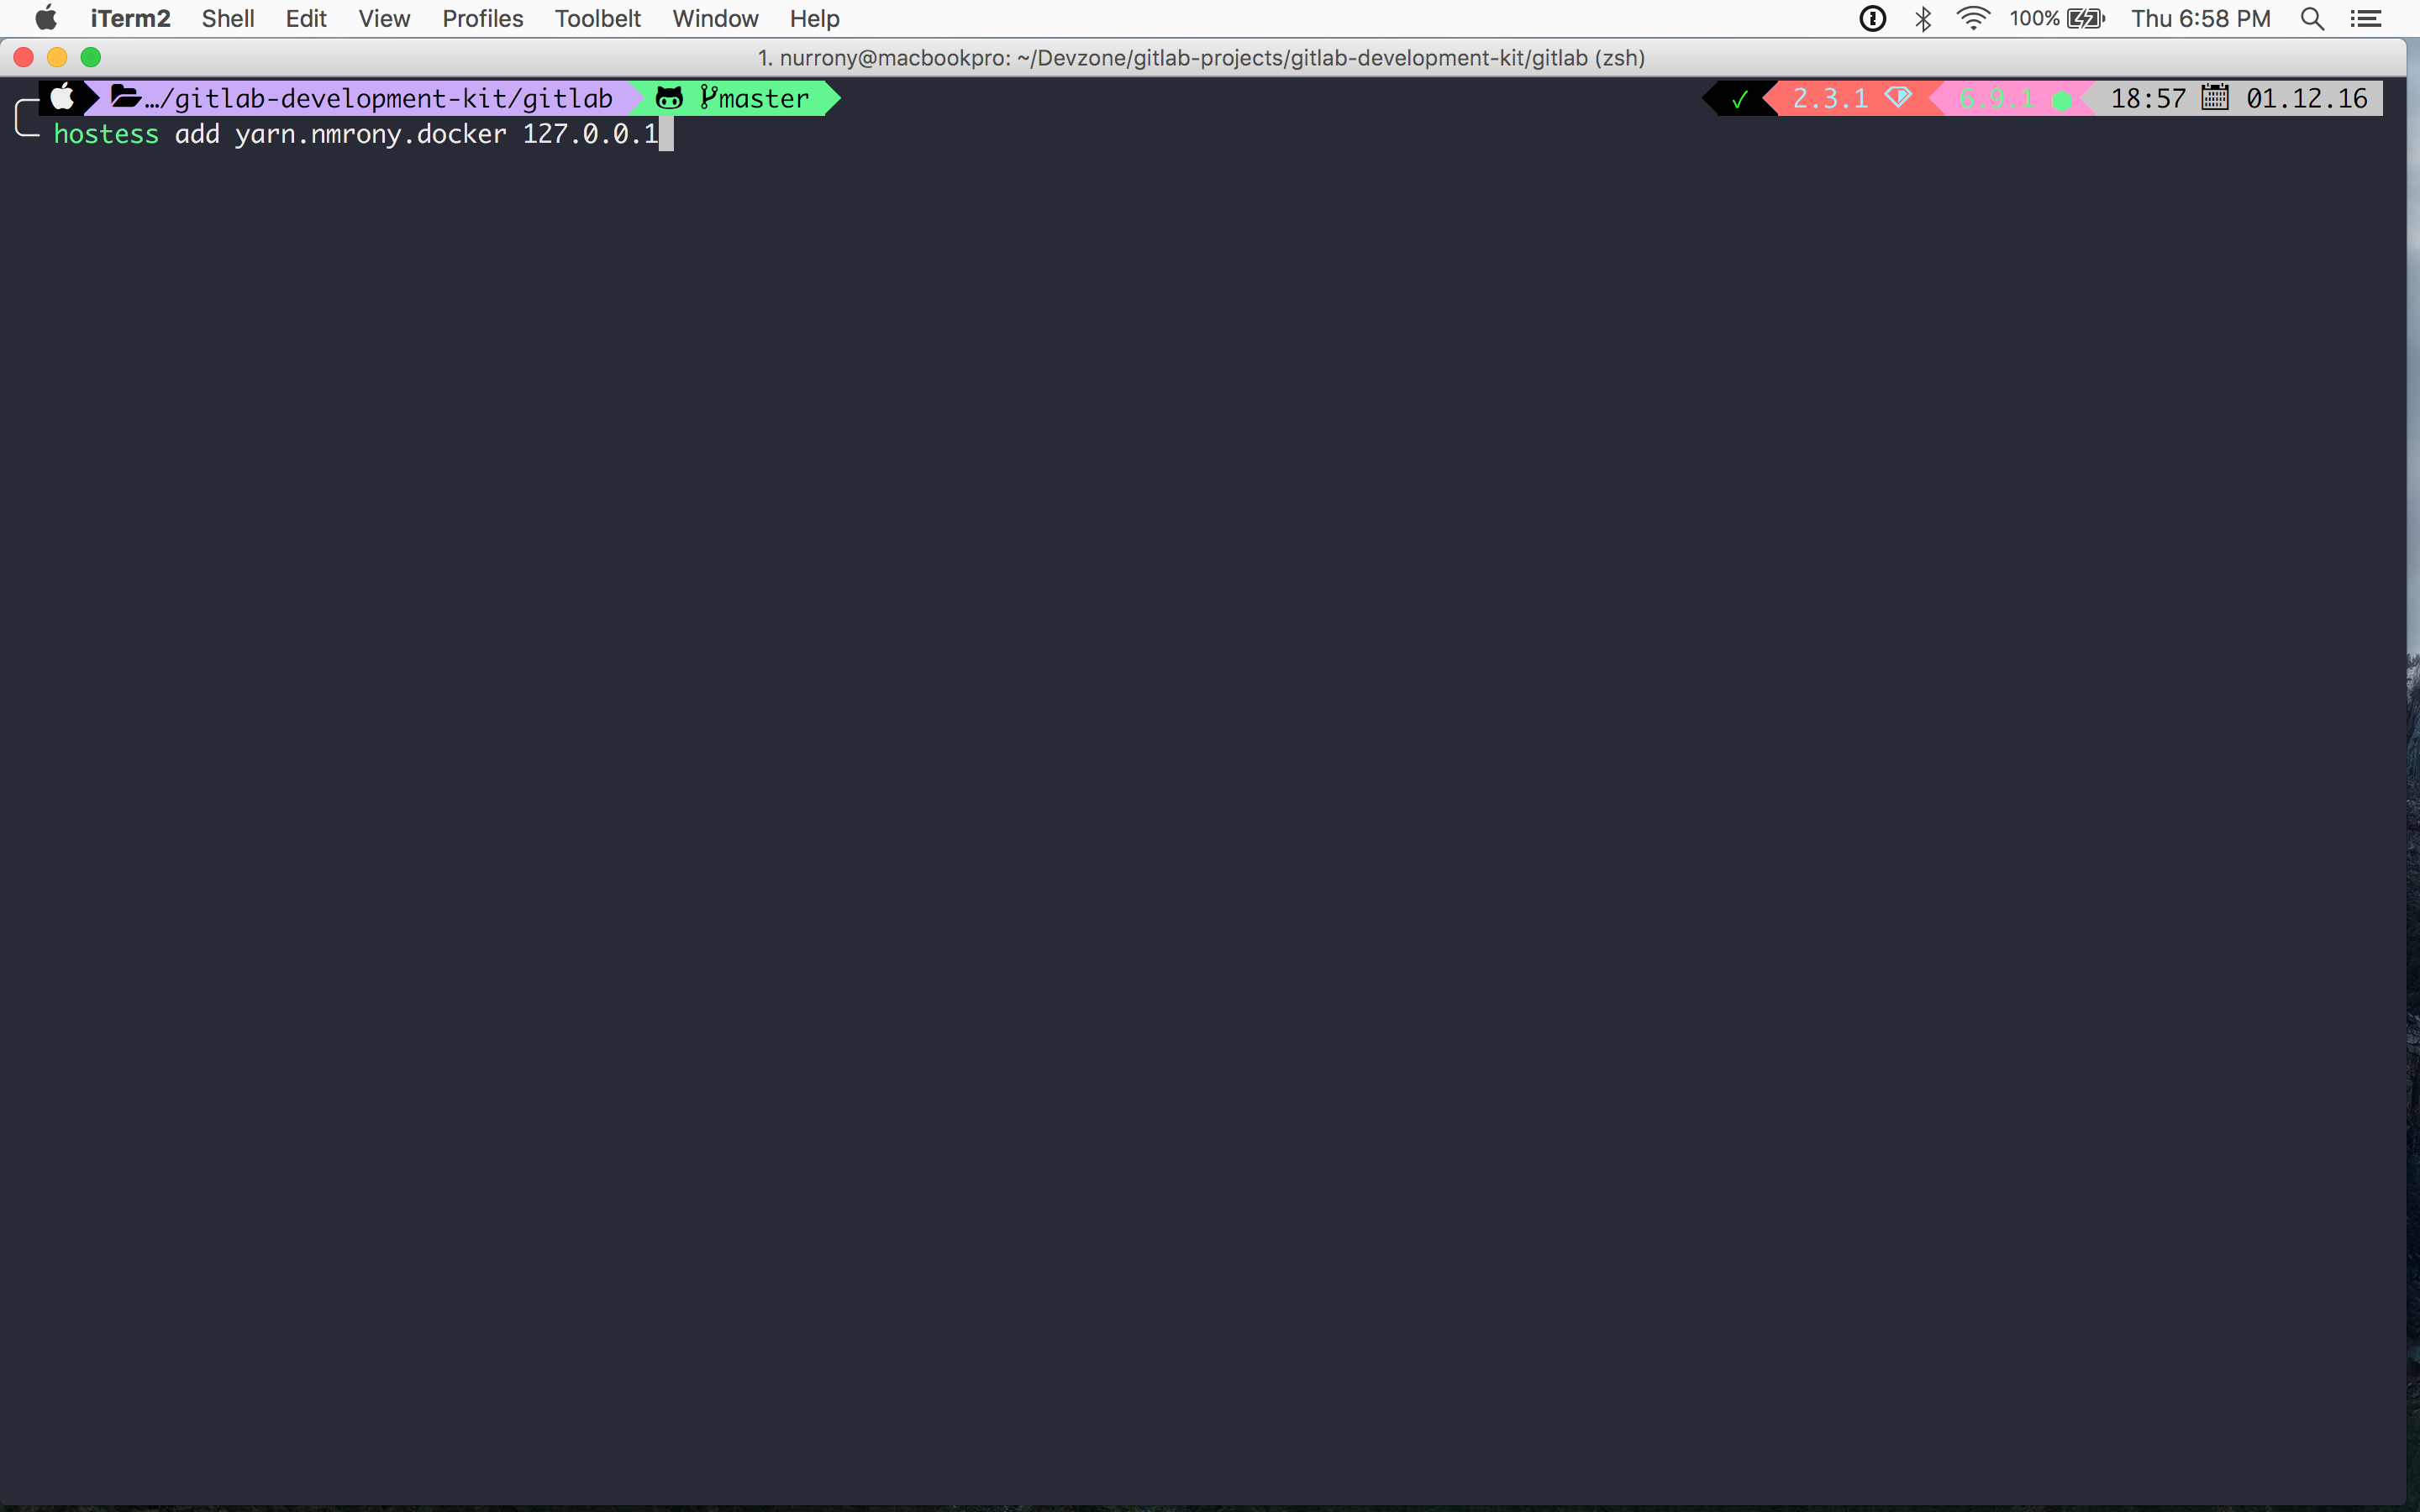 iTerm2 Shell Edit View Profiles Toolbelt Window Help 100% Thu 6:58 PM
1. nurrony@macbookpro: ~/Devzone/gitlab-projects/gitlab-development-kit/gitlab (zsh)
…/gitlab-development-kit/gitlab master ✓ 2.3.1 6.9.1 18:57 01.12.16
hostess add yarn.nmrony.docker 127.0.0.1